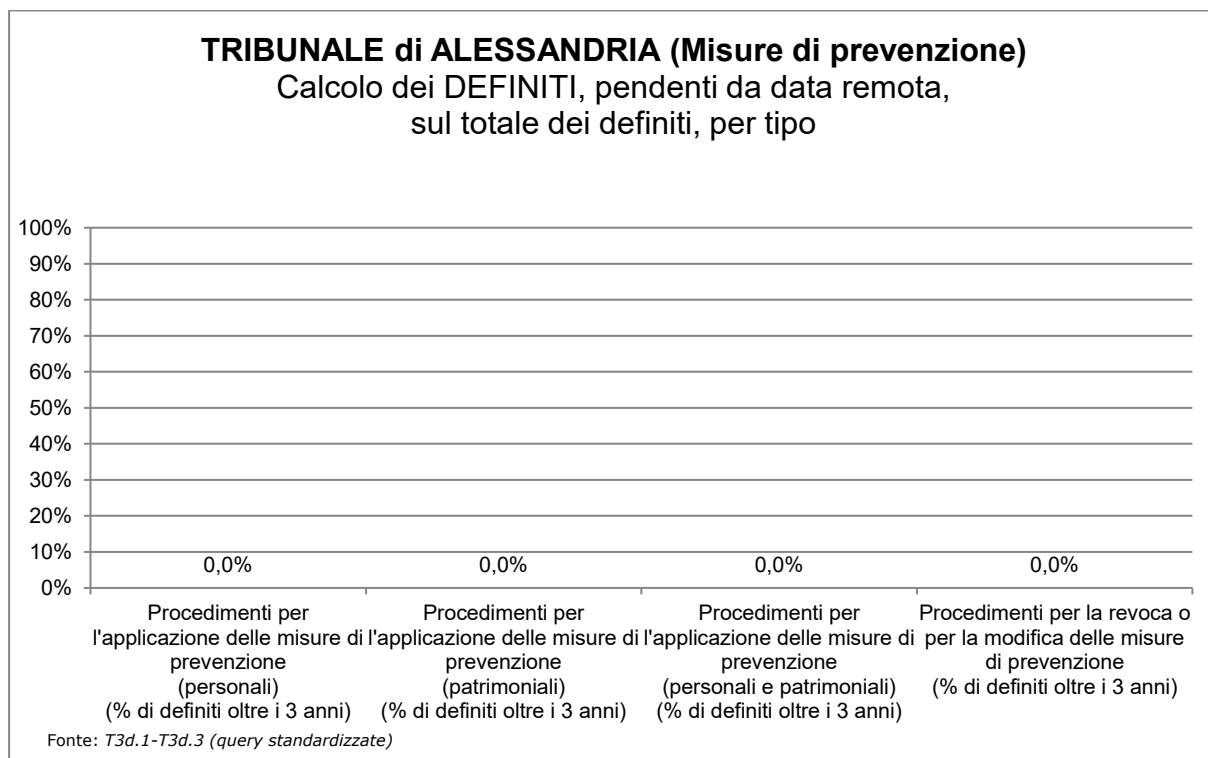 TRIBUNALE di ALESSANDRIA (Misure di prevenzione)
Calcolo dei DEFINITI, pendenti da data remota,
sul totale dei definiti, per tipo
100%
90%
80%
70%
60%
50%
40%
30%
20%
10%
0%
0,0%
0,0%
0,0%
0,0%
Procedimenti per
l'applicazione delle misure di
prevenzione
(personali)
(% di definiti oltre i 3 anni)
Procedimenti per
l'applicazione delle misure di
prevenzione
(patrimoniali)
(% di definiti oltre i 3 anni)
Procedimenti per
l'applicazione delle misure di
prevenzione
(personali e patrimoniali)
(% di definiti oltre i 3 anni)
Procedimenti per la revoca o
per la modifica delle misure
di prevenzione
(% di definiti oltre i 3 anni)
Fonte: T3d.1-T3d.3 (query standardizzate)